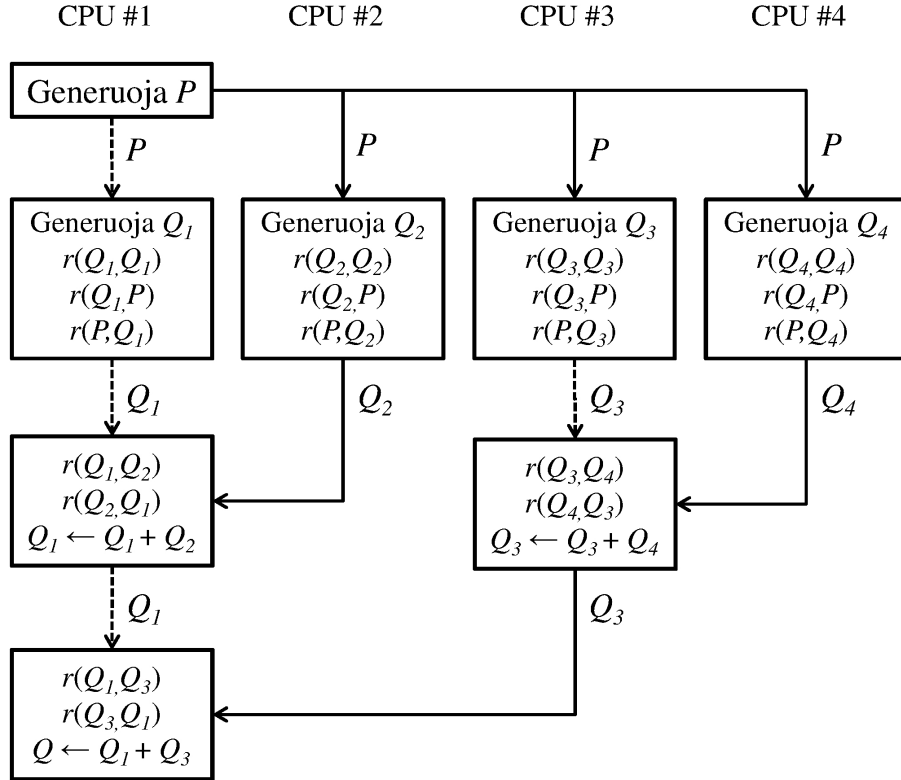 CPU #1 CPU #2 CPU #3 CPU #4
Generuoja P
P P P P
Generuoja Q1 Generuoja Q2 Generuoja Q3 Generuoja Q4
r(Q1,Q1) r(Q2,Q2) r(Q3,Q3) r(Q4,Q4)
r(Q1,P) r(Q2,P) r(Q3,P) r(Q4,P)
r(P,Q1) r(P,Q2) r(P,Q3) r(P,Q4)
Q1 Q2 Q3 Q4
r(Q1,Q2)
r(Q2,Q1)
Q1 ← Q1 + Q2
r(Q3,Q4)
r(Q4,Q3)
Q3 ← Q3 + Q4
Q1 Q3
r(Q1,Q3)
r(Q3,Q1)
Q ← Q1 + Q3